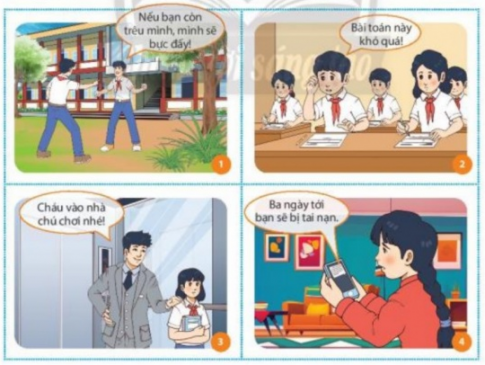 Nếu bạn còn
trêu mình, mình sẽ
bực đấy!
1
Bài toán này
khó quá!
2
Cháu vào nhà
chú chơi nhé!
3
Ba ngày tới
bạn sẽ bị tai nạn.
4